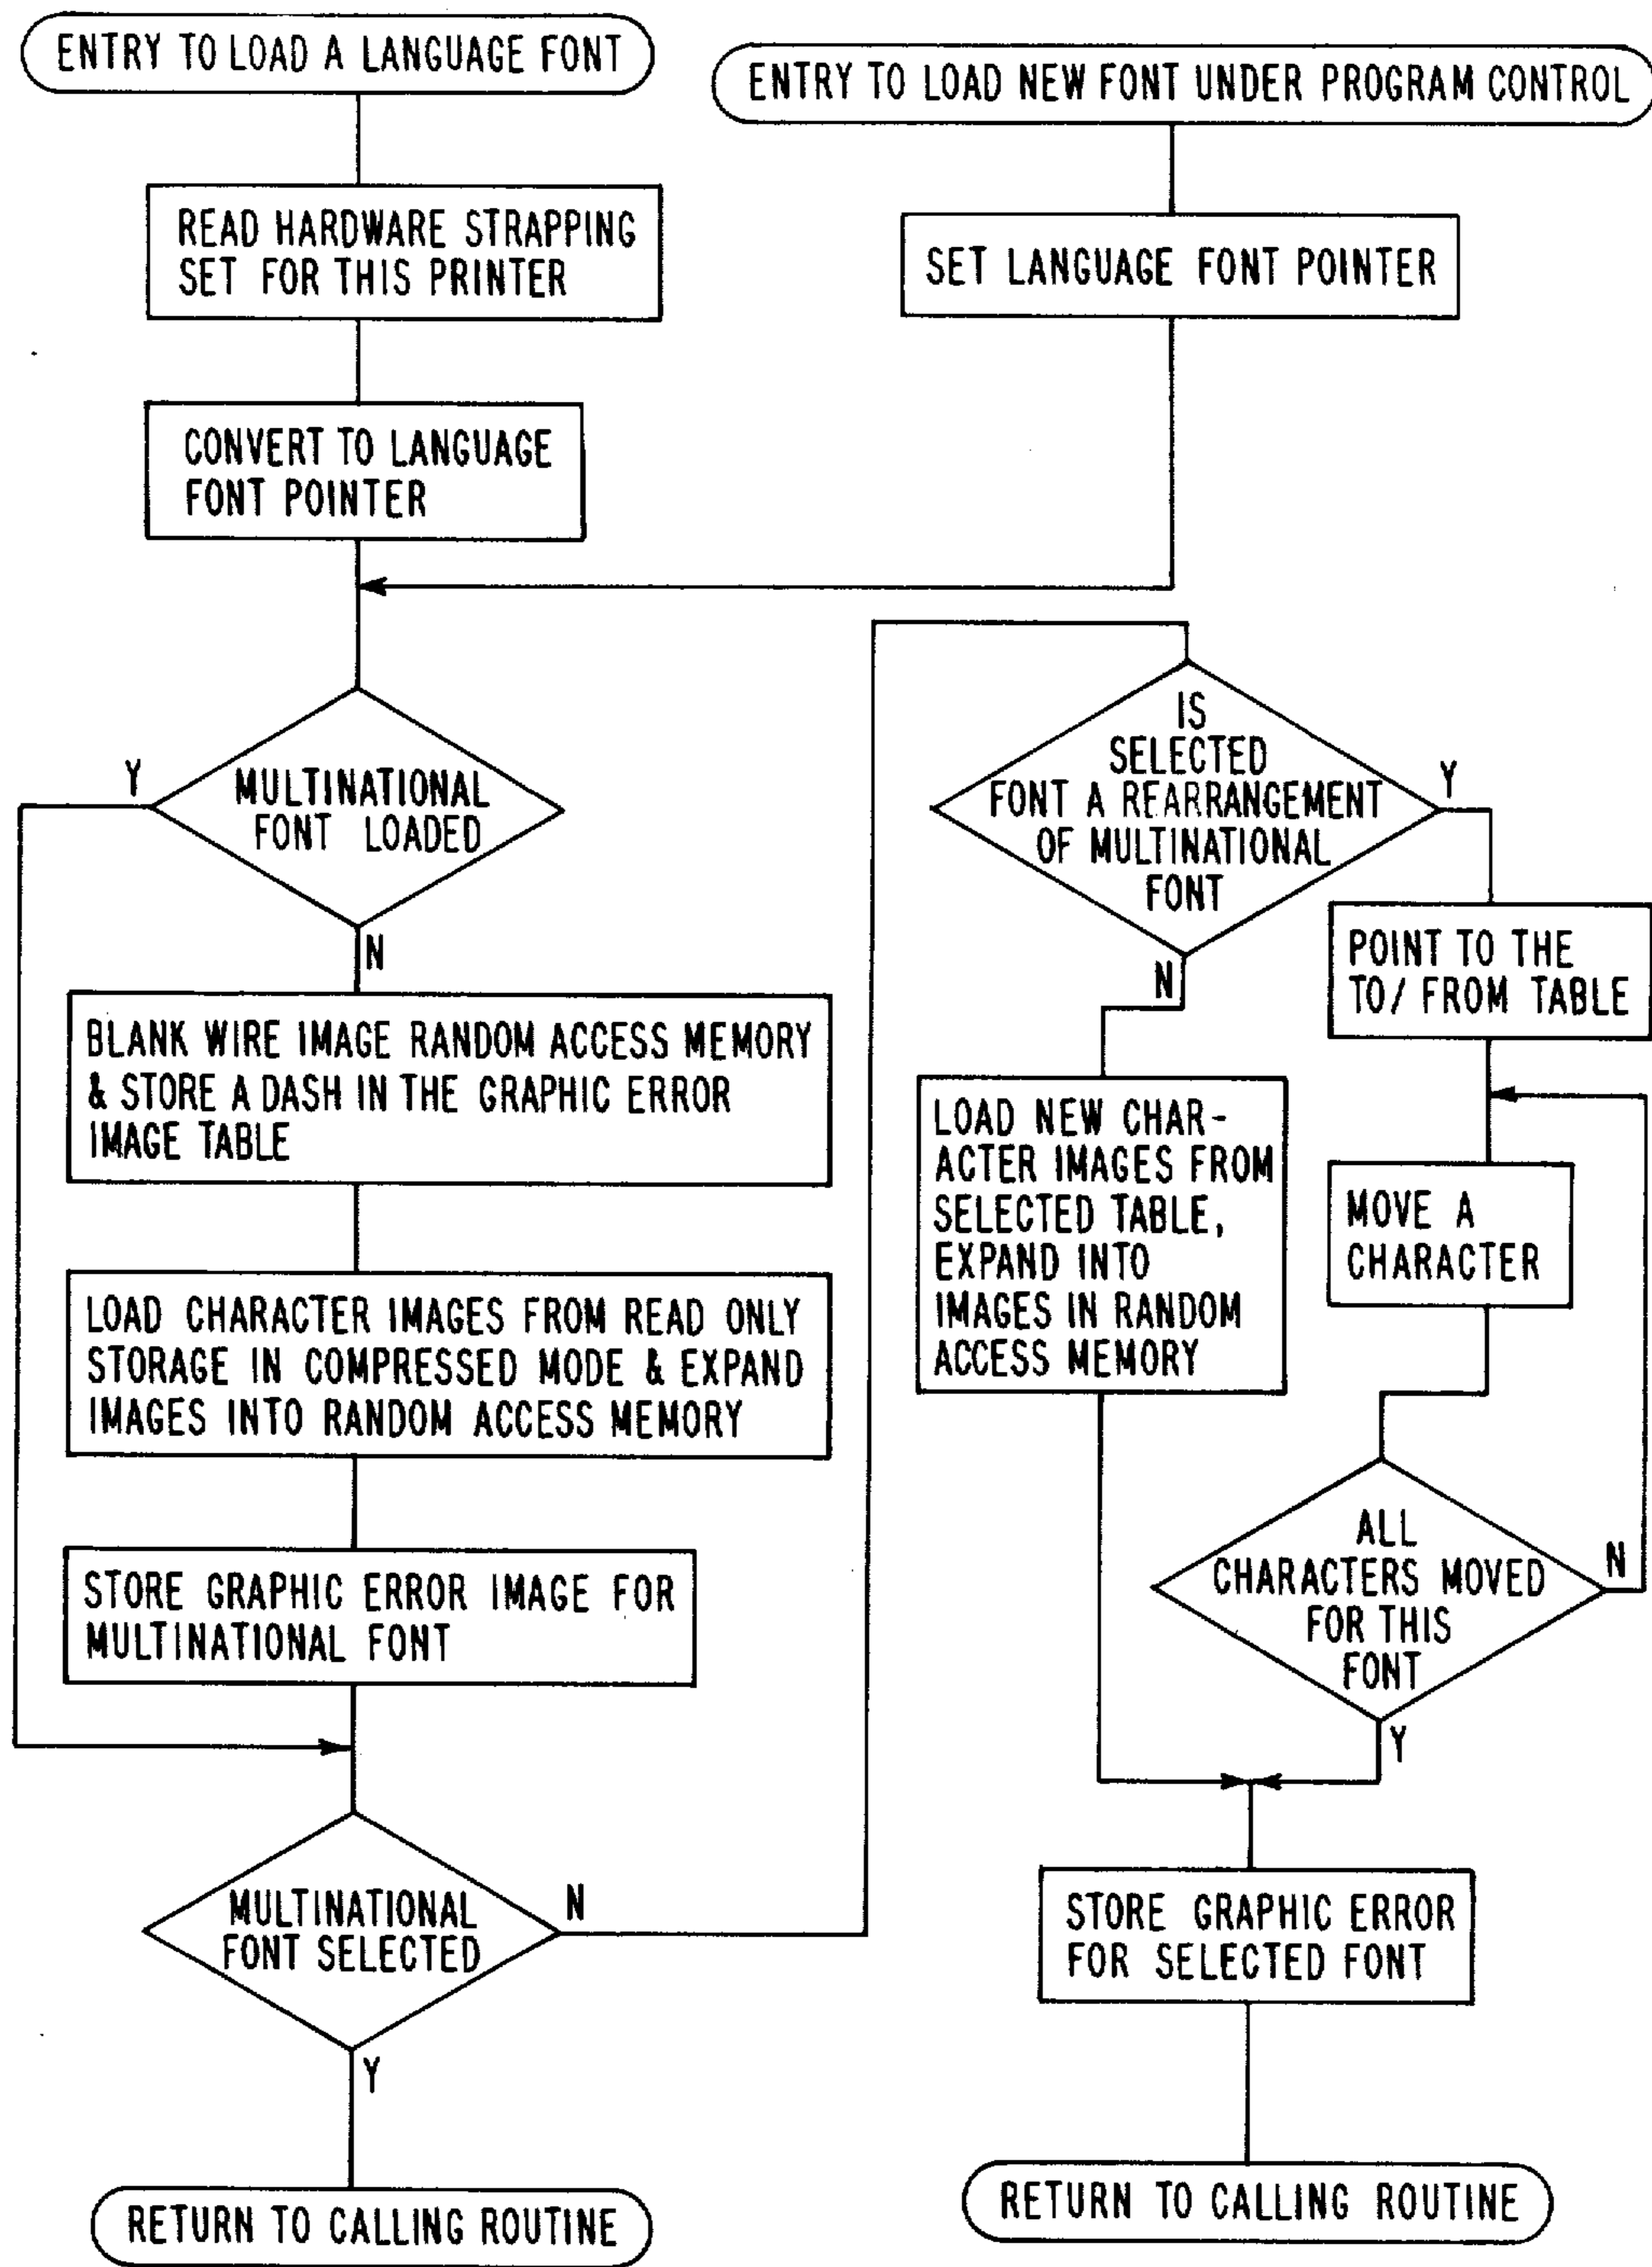 ENTRY TO LOAD A LANGUAGE FONT
READ HARDWARE STRAPPING
SET FOR THIS PRINTER
CONVERT TO LANGUAGE
FONT POINTER
ENTRY TO LOAD NEW FONT UNDER PROGRAM CONTROL
SET LANGUAGE FONT POINTER
MULTINATIONAL
FONT LOADED
Y
N
BLANK WIRE IMAGE RANDOM ACCESS MEMORY
& STORE A DASH IN THE GRAPHIC ERROR
IMAGE TABLE
LOAD CHARACTER IMAGES FROM READ ONLY
STORAGE IN COMPRESSED MODE & EXPAND
IMAGES INTO RANDOM ACCESS MEMORY
STORE GRAPHIC ERROR IMAGE FOR
MULTINATIONAL FONT
MULTINATIONAL
FONT SELECTED
N
Y
RETURN TO CALLING ROUTINE
IS
SELECTED
FONT A REARRANGEMENT
OF MULTINATIONAL
FONT
Y
N
LOAD NEW CHAR-
ACTER IMAGES FROM
SELECTED TABLE,
EXPAND INTO
IMAGES IN RANDOM
ACCESS MEMORY
POINT TO THE
TO/ FROM TABLE
MOVE A
CHARACTER
ALL
CHARACTERS MOVED
FOR THIS
FONT
N
Y
STORE GRAPHIC ERROR
FOR SELECTED FONT
RETURN TO CALLING ROUTINE